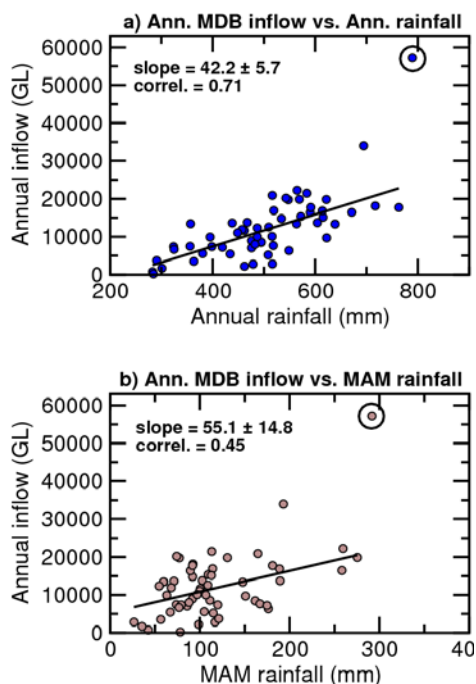 a) Ann. MDB inflow vs. Ann. rainfall
60000
50000
40000
30000
20000
10000
0
Annual inflow (GL)
slope = 42.2 ± 5.7
correl. = 0.71
200 400 600 800
Annual rainfall (mm)
b) Ann. MDB inflow vs. MAM rainfall
60000
50000
40000
30000
20000
10000
0
Annual inflow (GL)
slope = 55.1 ± 14.8
correl. = 0.45
0 100 200 300 40
MAM rainfall (mm)